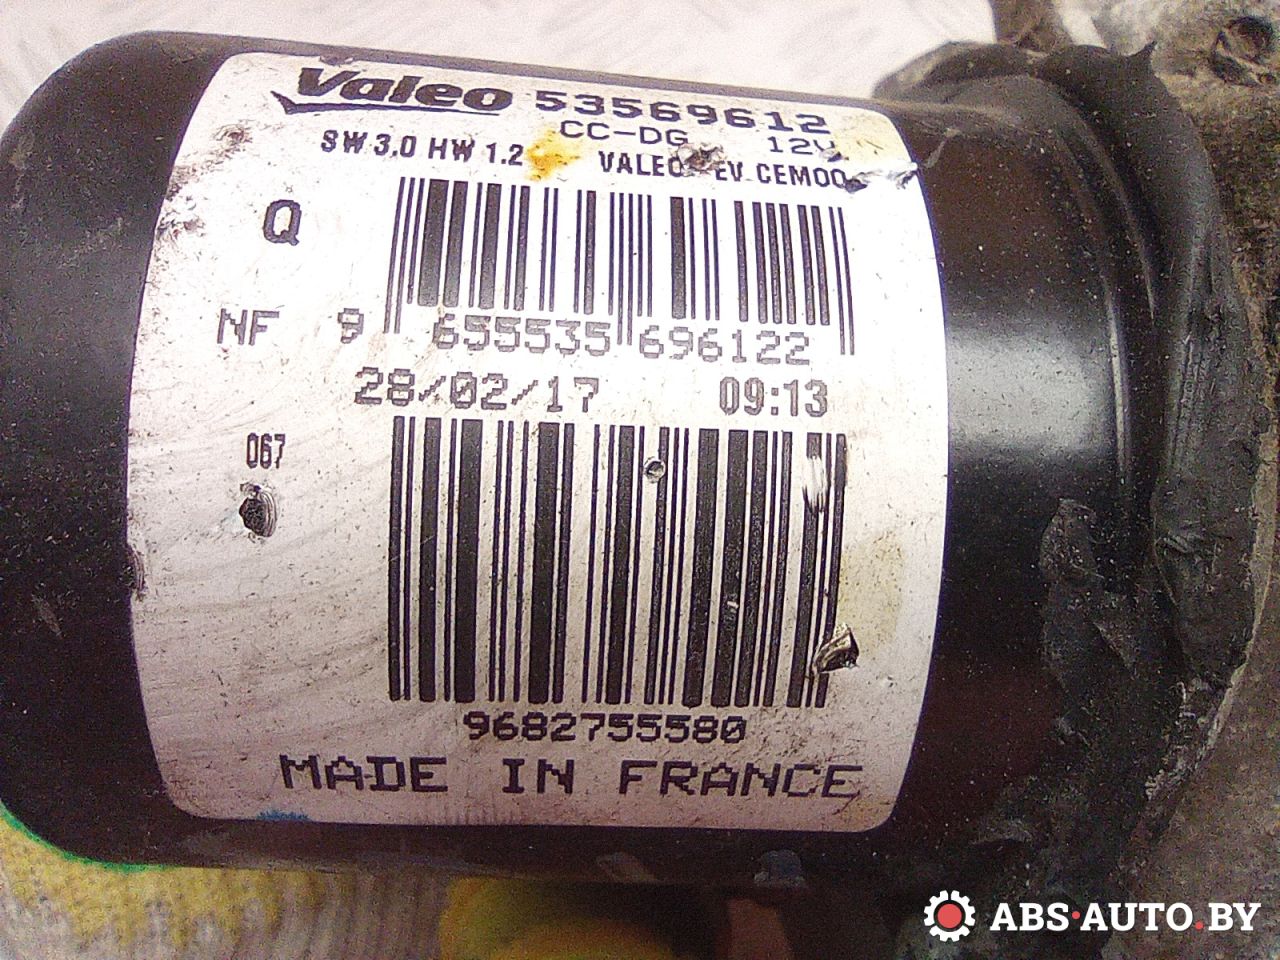 Valeo 53569612
CC-DG 12V
SW 3.0 HW 1.2 VALEO EV CEM00
Q
NF 9 655535 696122
28/02/17 09:13
067
9682755580
MADE IN FRANCE
ABS·AUTO.BY